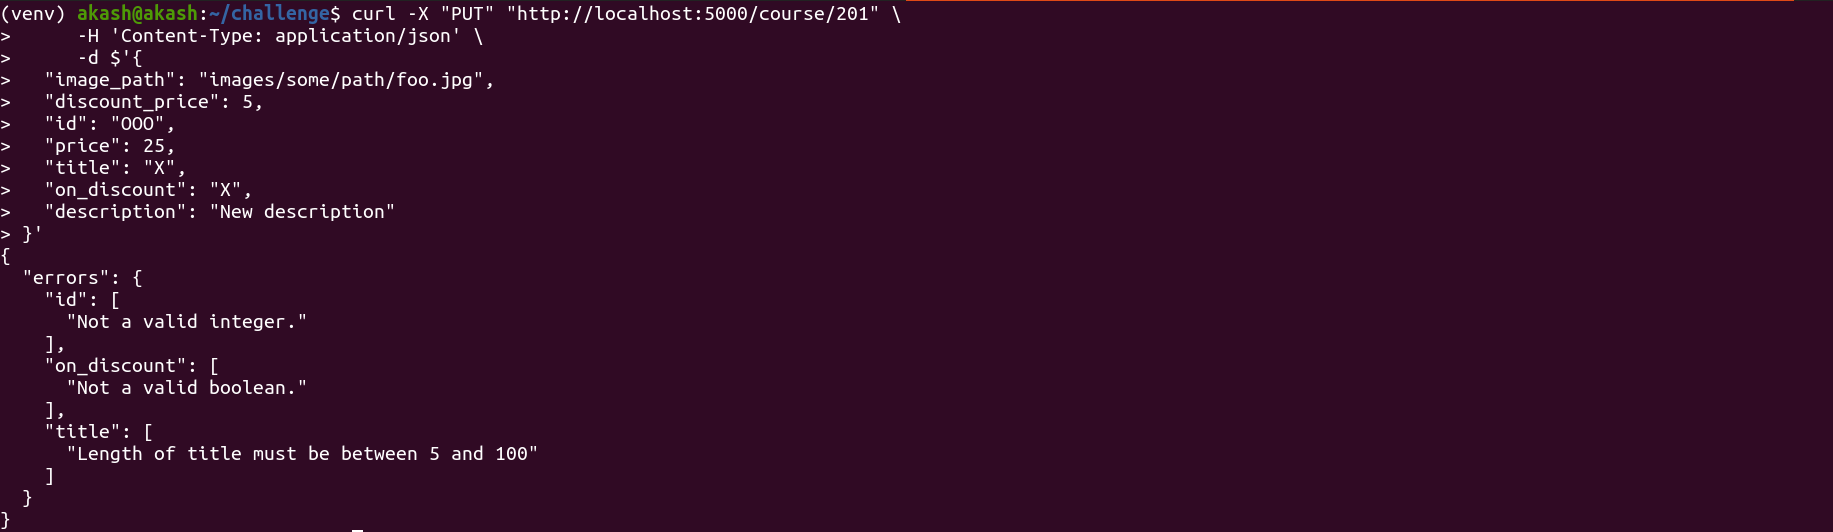 (venv) akash@akash:~/challenge$ curl -X "PUT" "http://localhost:5000/course/201" \
>      -H 'Content-Type: application/json' \
>      -d $'{
>   "image_path": "images/some/path/foo.jpg",
>   "discount_price": 5,
>   "id": "OOO",
>   "price": 25,
>   "title": "X",
>   "on_discount": "X",
>   "description": "New description"
> }'
{
  "errors": {
    "id": [
      "Not a valid integer."
    ],
    "on_discount": [
      "Not a valid boolean."
    ],
    "title": [
      "Length of title must be between 5 and 100"
    ]
  }
}